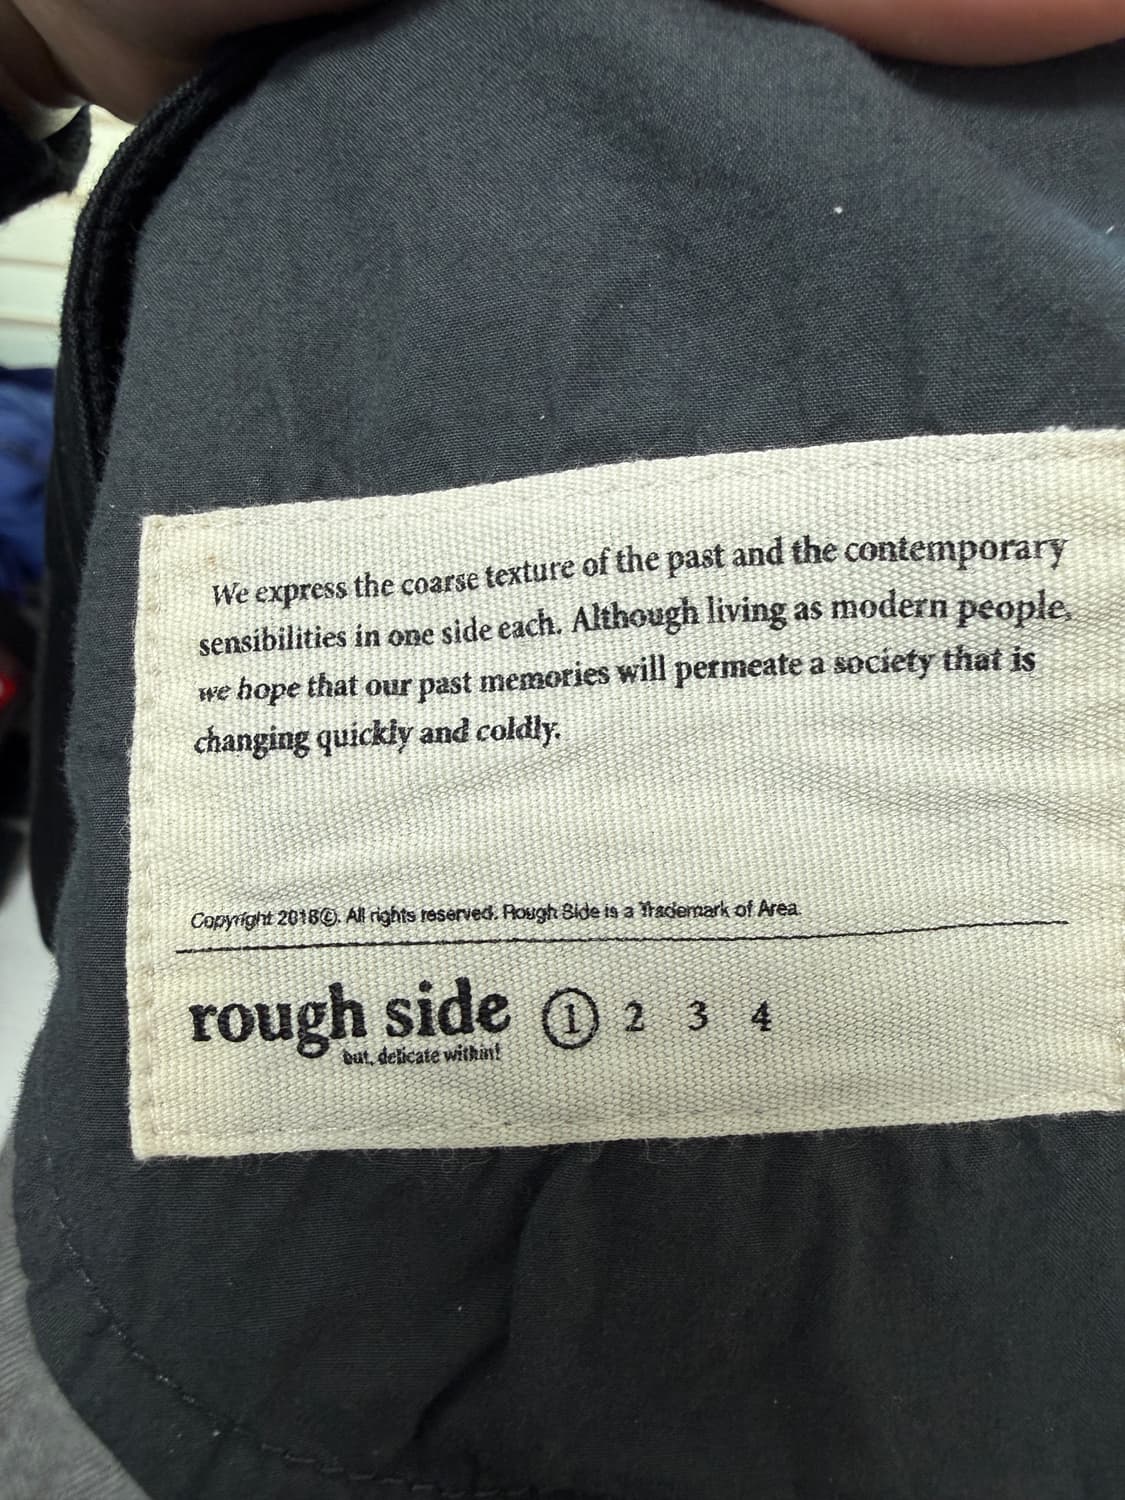 We express the coarse texture of the past and the contemporary
sensibilities in one side each. Although living as modern people,
we hope that our past memories will permeate a society that is
changing quickly and coldly.
Copyright 2018©. All rights reserved. Rough Side is a Trademark of Area.
rough side ① 2 3 4
but, delicate within!